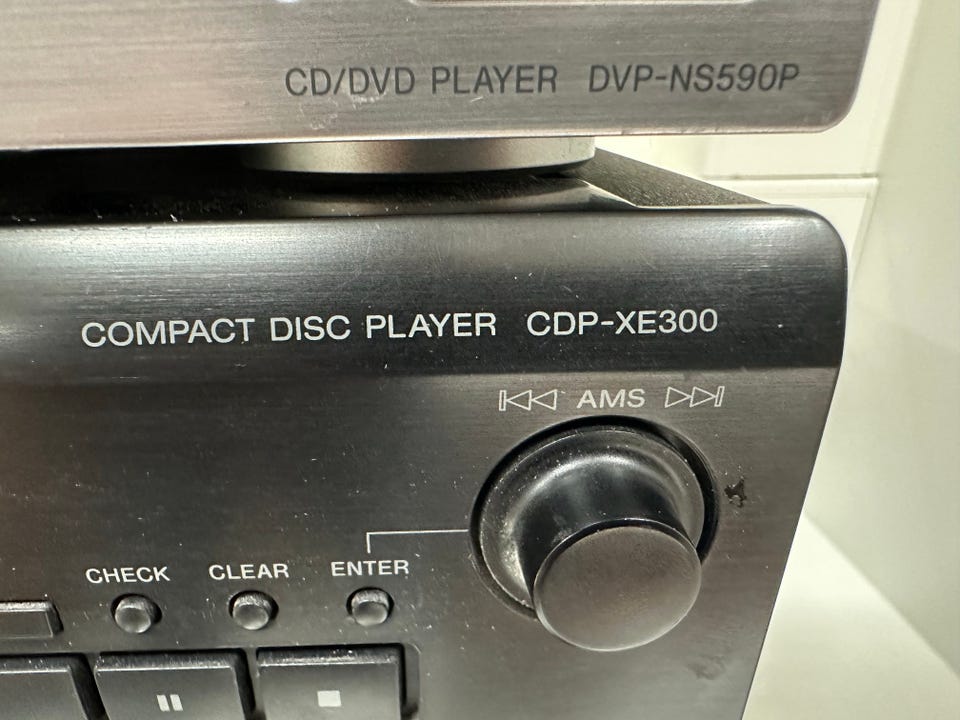 CD/DVD PLAYER DVP-NS590P
COMPACT DISC PLAYER CDP-XE300
AMS
CHECK CLEAR ENTER